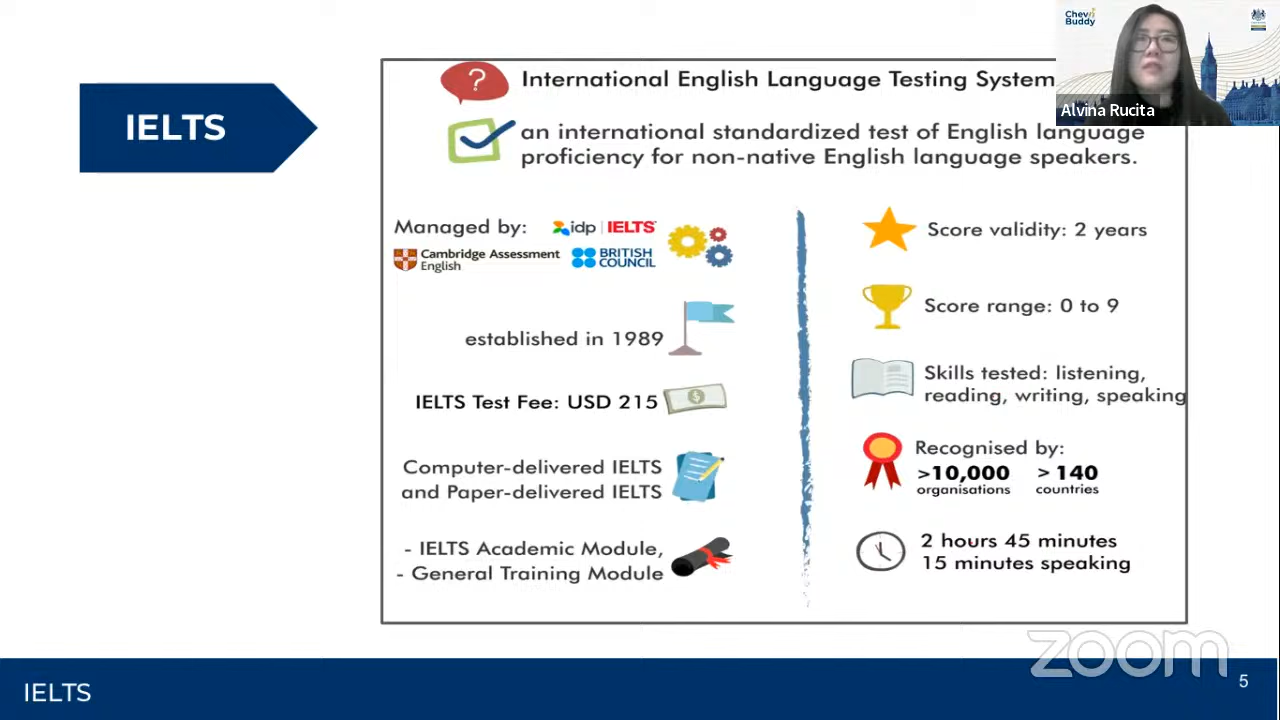 IELTS
?
International English Language Testing System
an international standardized test of English language
proficiency for non-native English language speakers.
Managed by:
idp | IELTS
Cambridge Assessment
English
BRITISH
COUNCIL
established in 1989
IELTS Test Fee: USD 215
$
Computer-delivered IELTS
and Paper-delivered IELTS
- IELTS Academic Module,
- General Training Module
Score validity: 2 years
Score range: 0 to 9
Skills tested: listening,
reading, writing, speaking
Recognised by:
>10,000
organisations
> 140
countries
2 hours 45 minutes
15 minutes speaking
Buddy
Alvina Rucita
zoom
IELTS
5